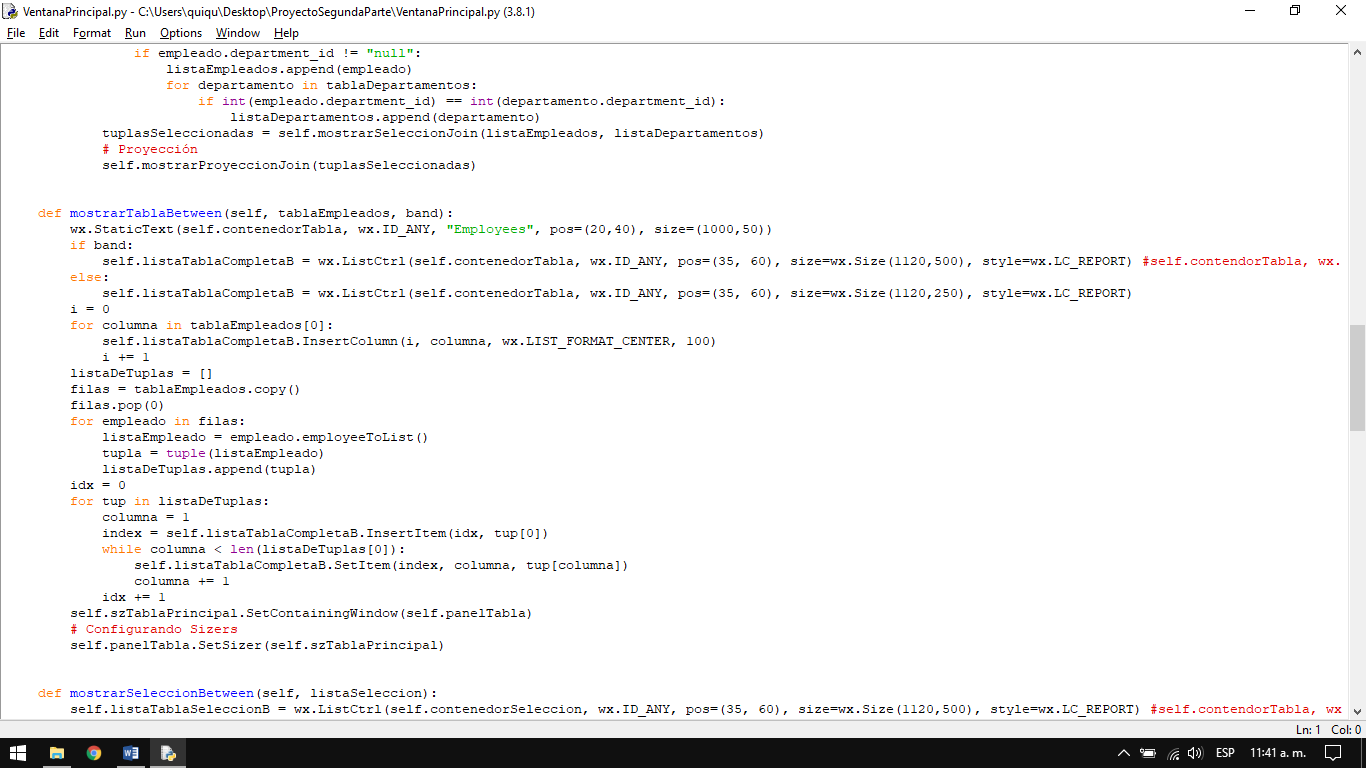 VentanaPrincipal.py - C:\Users\quiqu\Desktop\ProyectoSegundaParte\VentanaPrincipal.py (3.8.1)
File Edit Format Run Options Window Help
                if empleado.department_id != "null":
                    listaEmpleados.append(empleado)
                    for departamento in tablaDepartamentos:
                        if int(empleado.department_id) == int(departamento.department_id):
                            listaDepartamentos.append(departamento)
            tuplasSeleccionadas = self.mostrarSeleccionJoin(listaEmpleados, listaDepartamentos)
            # Proyección
            self.mostrarProyeccionJoin(tuplasSeleccionadas)
    def mostrarTablaBetween(self, tablaEmpleados, band):
        wx.StaticText(self.contenedorTabla, wx.ID_ANY, "Employees", pos=(20,40), size=(1000,50))
        if band:
            self.listaTablaCompletaB = wx.ListCtrl(self.contenedorTabla, wx.ID_ANY, pos=(35, 60), size=wx.Size(1120,500), style=wx.LC_REPORT) #self.contendorTabla, wx.
        else:
            self.listaTablaCompletaB = wx.ListCtrl(self.contenedorTabla, wx.ID_ANY, pos=(35, 60), size=wx.Size(1120,250), style=wx.LC_REPORT)
        i = 0
        for columna in tablaEmpleados[0]:
            self.listaTablaCompletaB.InsertColumn(i, columna, wx.LIST_FORMAT_CENTER, 100)
            i += 1
        listaDeTuplas = []
        filas = tablaEmpleados.copy()
        filas.pop(0)
        for empleado in filas:
            listaEmpleado = empleado.employeeToList()
            tupla = tuple(listaEmpleado)
            listaDeTuplas.append(tupla)
        idx = 0
        for tup in listaDeTuplas:
            columna = 1
            index = self.listaTablaCompletaB.InsertItem(idx, tup[0])
            while columna < len(listaDeTuplas[0]):
                self.listaTablaCompletaB.SetItem(index, columna, tup[columna])
                columna += 1
            idx += 1
        self.szTablaPrincipal.SetContainingWindow(self.panelTabla)
        # Configurando Sizers
        self.panelTabla.SetSizer(self.szTablaPrincipal)
    def mostrarSeleccionBetween(self, listaSeleccion):
        self.listaTablaSeleccionB = wx.ListCtrl(self.contenedorSeleccion, wx.ID_ANY, pos=(35, 60), size=wx.Size(1120,500), style=wx.LC_REPORT) #self.contendorTabla, wx
Ln: 1 Col: 0
ESP 11:41 a. m.